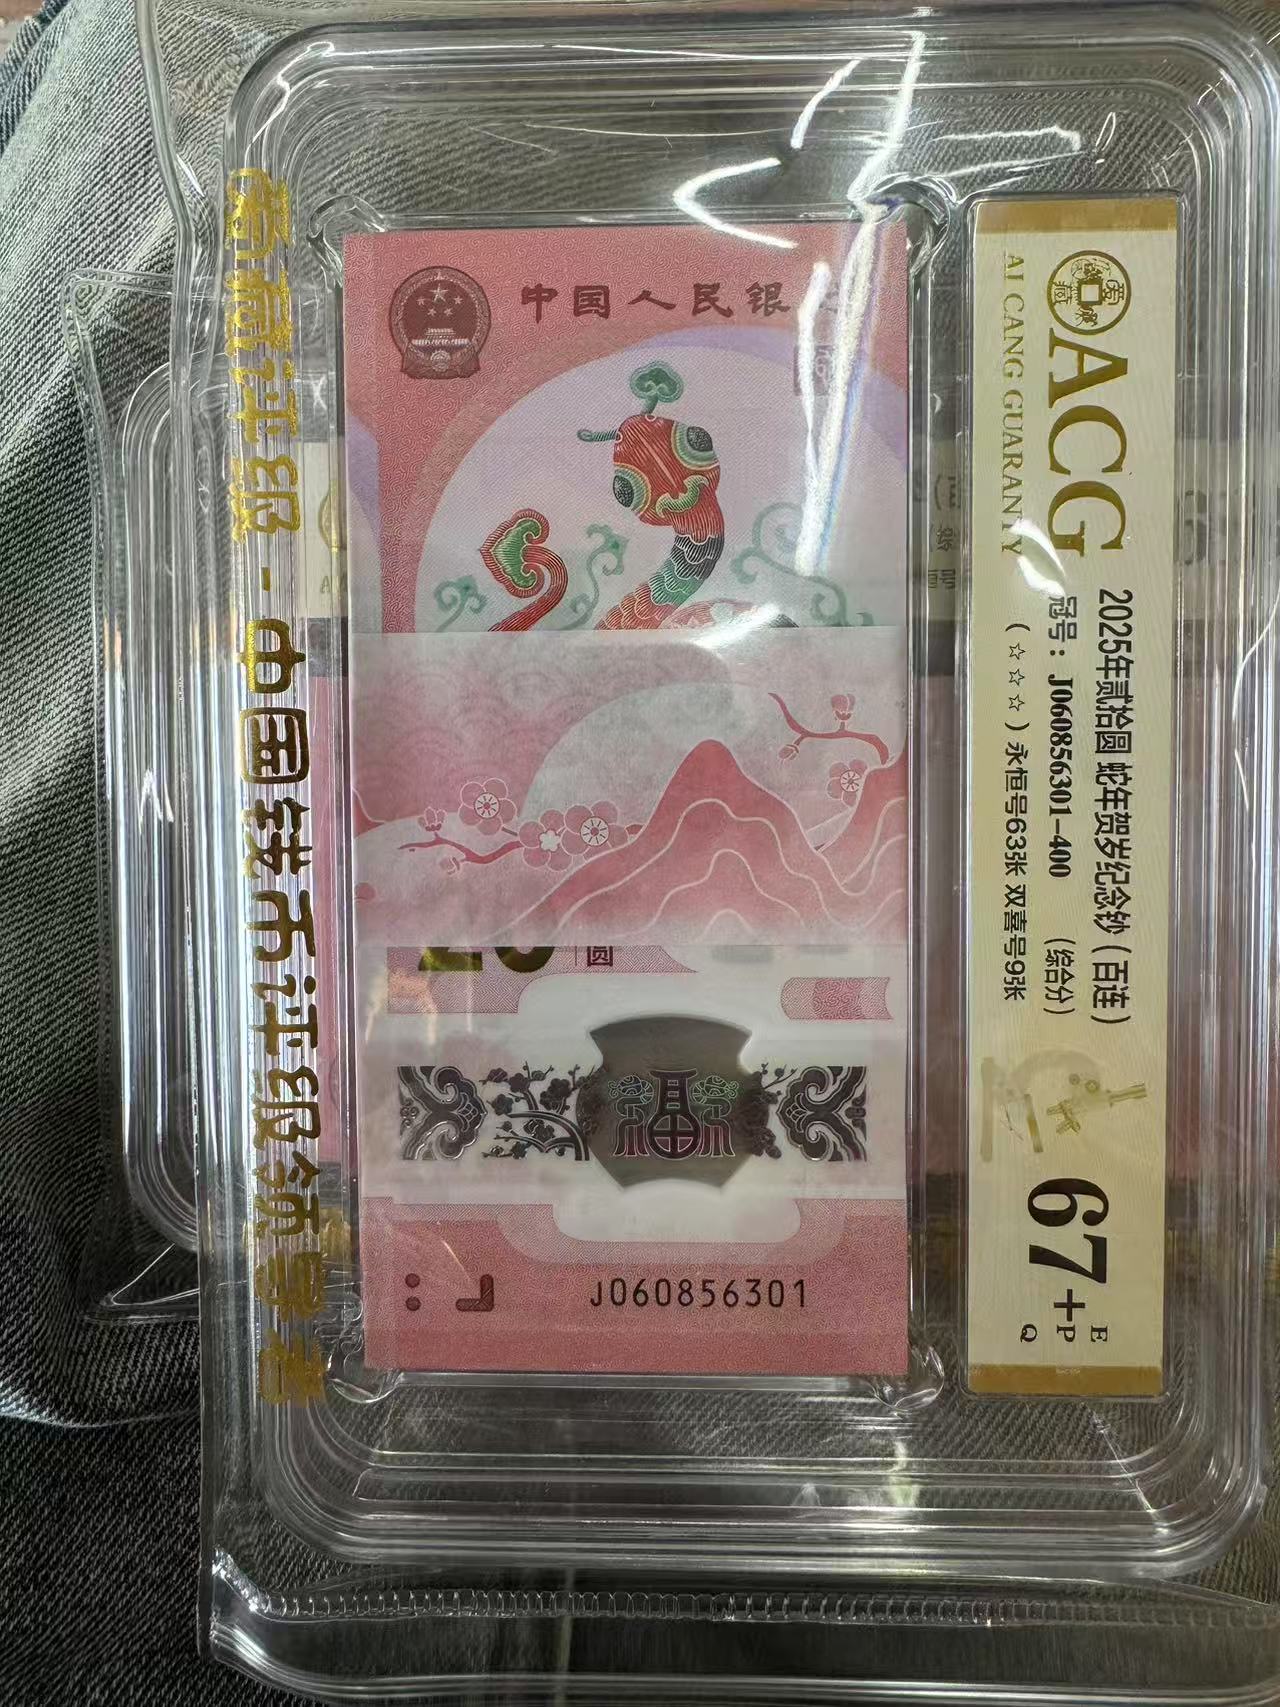 爱藏评级-中国钱币评级领导者
中国人民银
圆
J060856301
ACG
AI CANG GUARANTY
2025年贰拾圆 蛇年贺岁纪念钞（百连）
冠号：J060856301-400 （综合分）
（☆☆☆）永恒号63张 双喜号9张
67+
E
P
Q